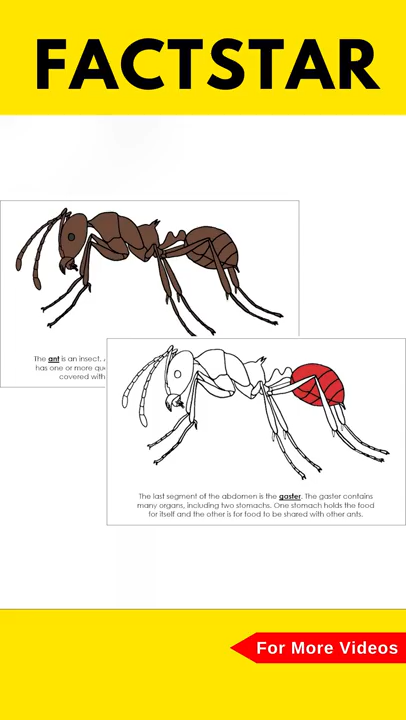 FACTSTAR
The ant is an insect.
has one or more
covered with
The last segment of the abdomen is the gaster. The gaster contains
many organs, including two stomachs. One stomach holds the food
for itself and the other is for food to be shared with other ants.
For More Videos